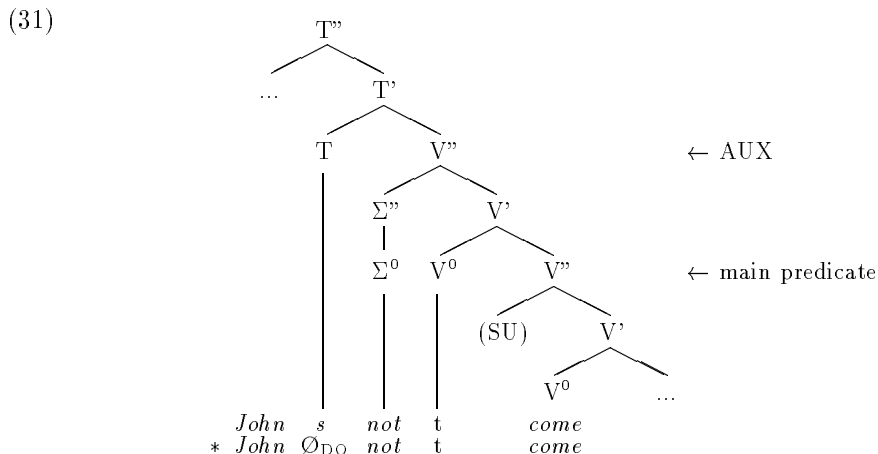 (31)
T”
... T’
T V” ← AUX
Σ” V’
Σ⁰ V⁰ V” ← main predicate
(SU) V’
V⁰ ...
John s not t come
* John Ø_DO not t come